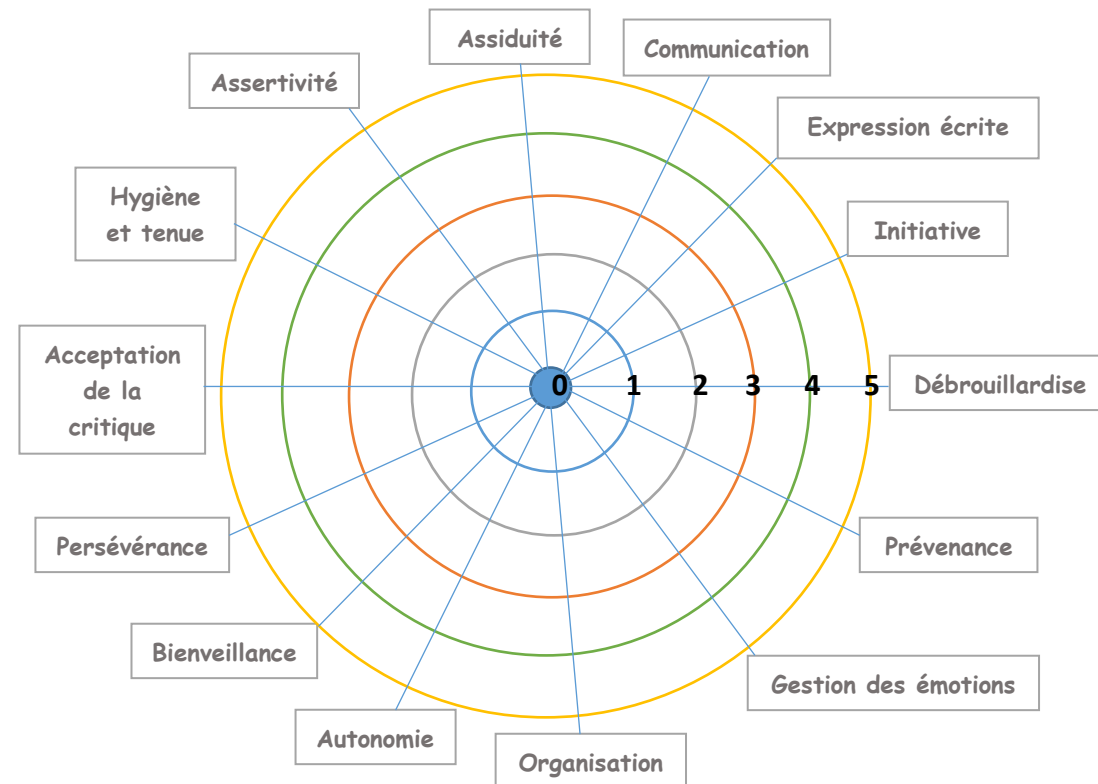 Assiduité
Communication
Assertivité
Expression écrite
Hygiène
et tenue
Initiative
Acceptation
de la
critique
0 1 2 3 4 5
Débrouillardise
Persévérance
Prévenance
Bienveillance
Gestion des émotions
Autonomie
Organisation